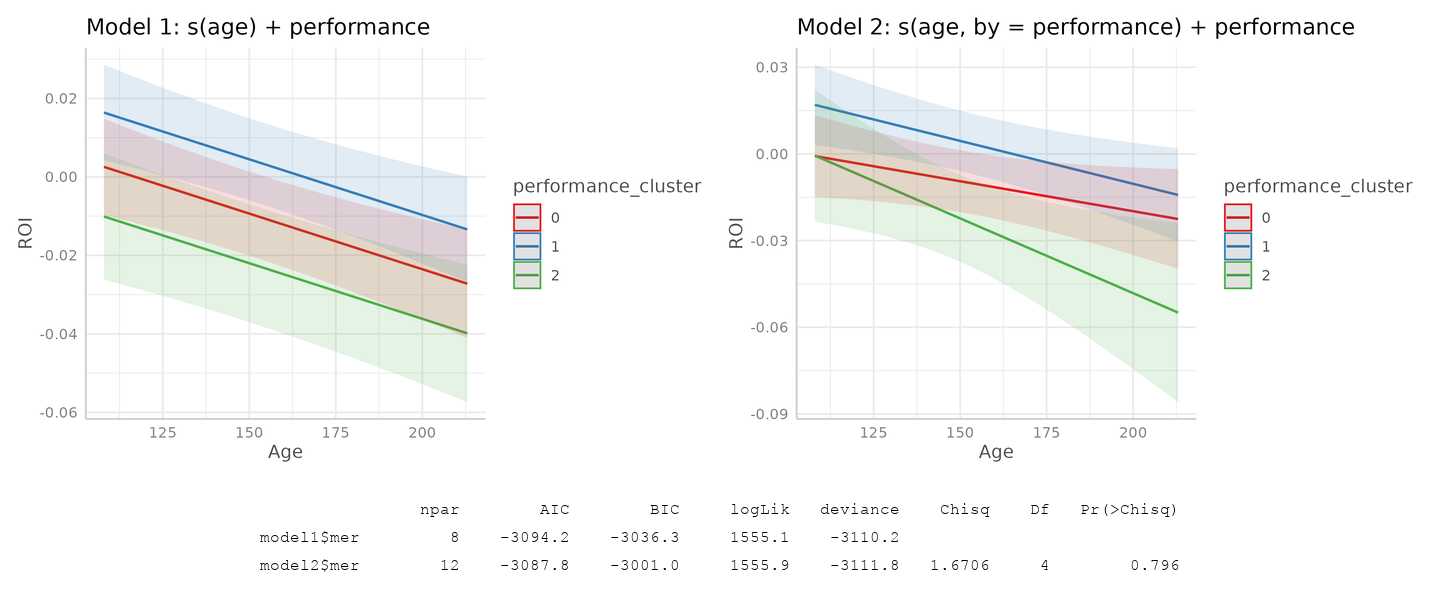 Model 1: s(age) + performance
0.02
0.00
-0.02
-0.04
-0.06
ROI
125 150 175 200
Age
performance_cluster
0
1
2
Model 2: s(age, by = performance) + performance
0.03
0.00
-0.03
-0.06
-0.09
ROI
125 150 175 200
Age
performance_cluster
0
1
2
npar AIC BIC logLik deviance Chisq Df Pr(>Chisq)
model1$mer 8 -3094.2 -3036.3 1555.1 -3110.2
model2$mer 12 -3087.8 -3001.0 1555.9 -3111.8 1.6706 4 0.796